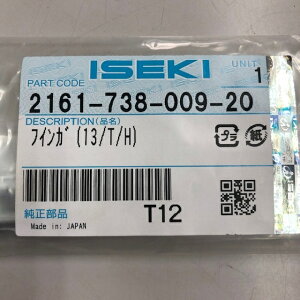 ISEKI
PART CODE
UNIT
1
2161-738-009-20
DESCRIPTION(品名)
ﾌｲﾝｶﾞ(13/T/H)
プラ
紙
純正部品
T12
Made in: JAPAN